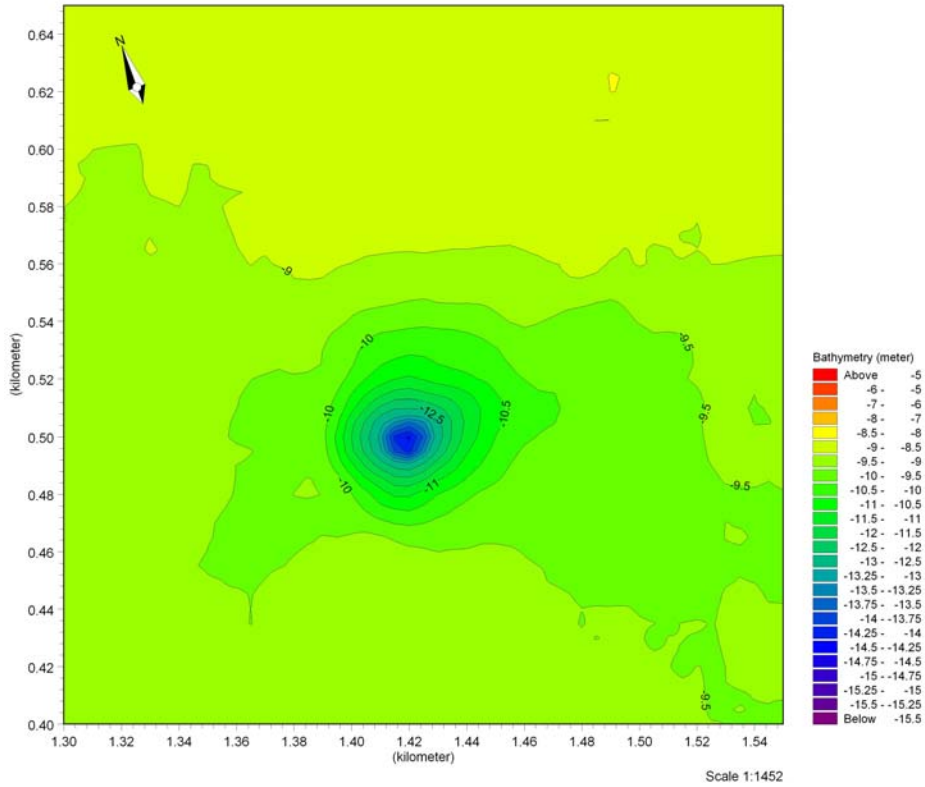 N
0.64
0.62
0.60
0.58
0.56
0.54
0.52
0.50
0.48
0.46
0.44
0.42
0.40
(kilometer)
-9
-10
-9.5
-10
-12.5
-10.5
-9.5
-10
-11
-9.5
-9.5
1.30 1.32 1.34 1.36 1.38 1.40 1.42 1.44 1.46 1.48 1.50 1.52 1.54
(kilometer)
Scale 1:1452
Bathymetry (meter)
Above -5
-6 - -5
-7 - -6
-8 - -7
-8.5 - -8
-9 - -8.5
-9.5 - -9
-10 - -9.5
-10.5 - -10
-11 - -10.5
-11.5 - -11
-12 - -11.5
-12.5 - -12
-13 - -12.5
-13.25 - -13
-13.5 - -13.25
-13.75 - -13.5
-14 - -13.75
-14.25 - -14
-14.5 - -14.25
-14.75 - -14.5
-15 - -14.75
-15.25 - -15
-15.5 - -15.25
Below -15.5